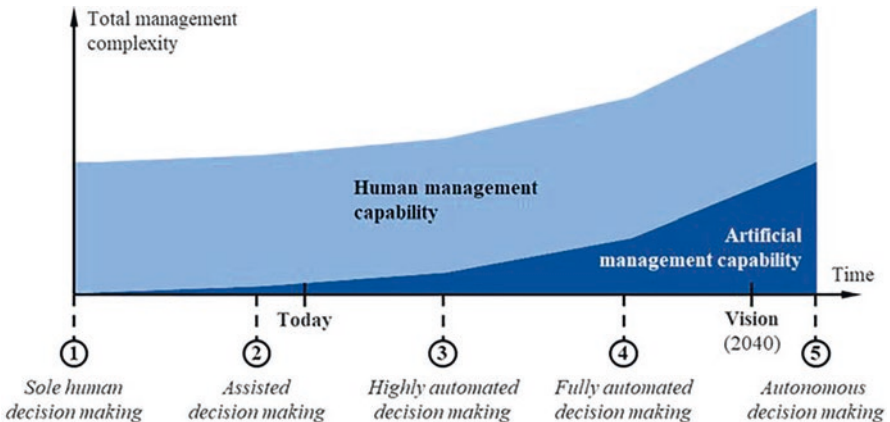 Total management
complexity
Human management
capability
Artificial
management capability
Time
Today
Vision
(2040)
1
2
3
4
5
Sole human
decision making
Assisted
decision making
Highly automated
decision making
Fully automated
decision making
Autonomous
decision making